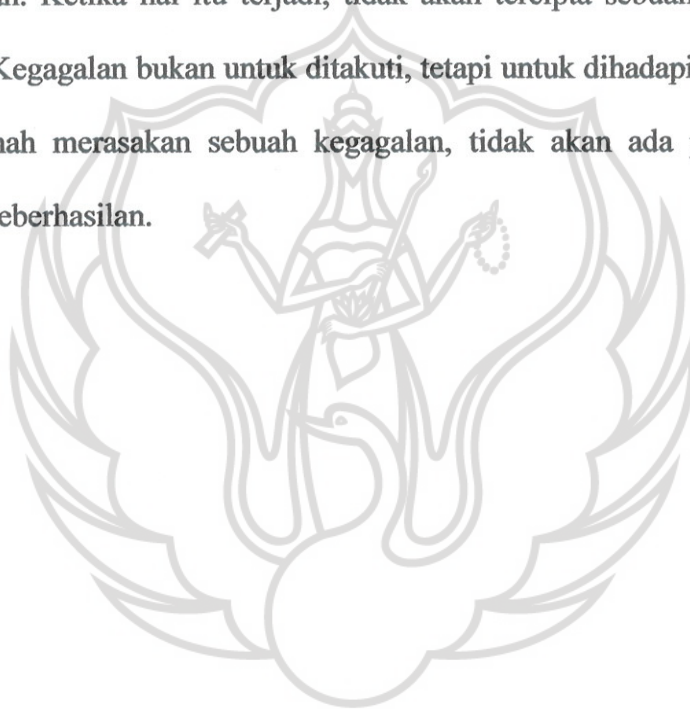 Ketika hal itu terjadi, tidak akan tercipta sebuah
Kegagalan bukan untuk ditakuti, tetapi untuk dihadapi
merasakan sebuah kegagalan, tidak akan ada
eberhasilan.